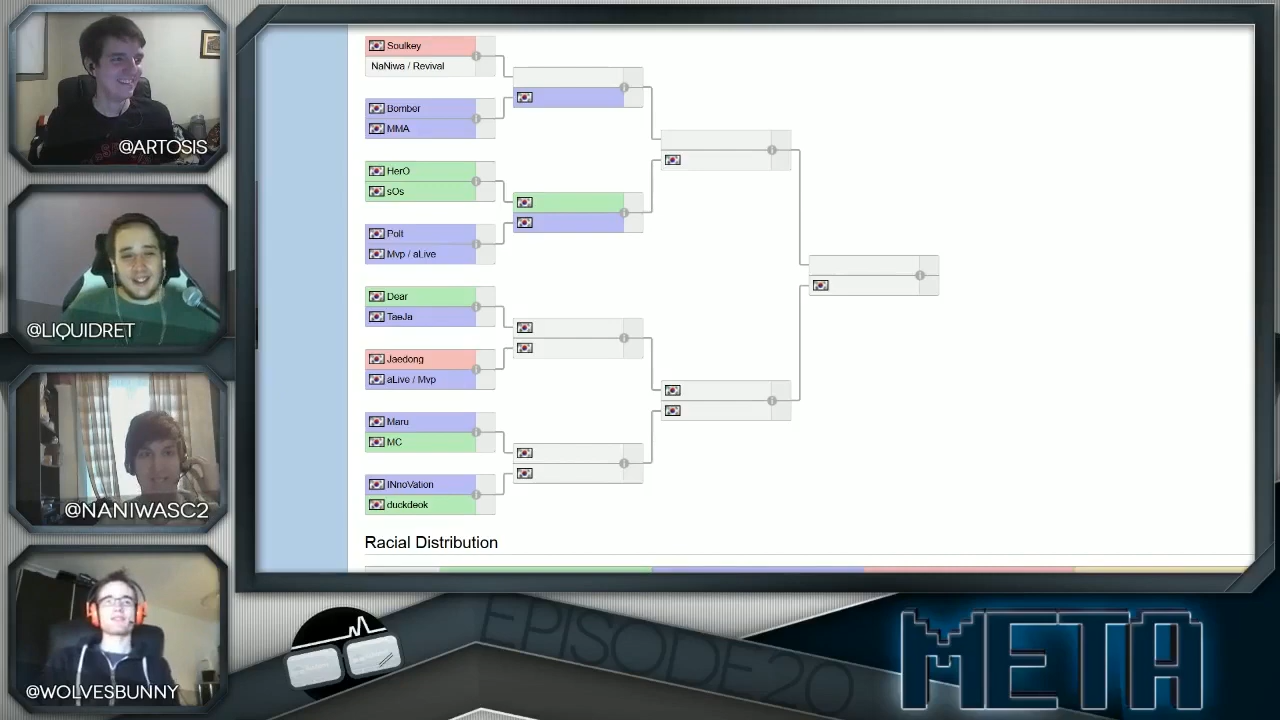 @ARTOSIS
@LIQUIDRET
@NANIWASC2
@WOLVESBUNNY
Soulkey
NaNiwa / Revival
Bomber
MMA
HerO
sOs
Polt
Mvp / aLive
Dear
TaeJa
Jaedong
aLive / Mvp
Maru
MC
INnoVation
duckdeok
Racial Distribution
EPISODE 20
META